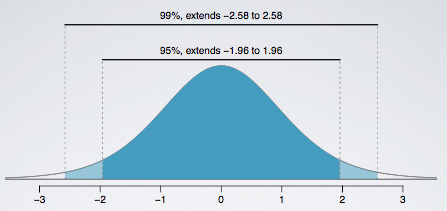 99%, extends −2.58 to 2.58
95%, extends −1.96 to 1.96
−3 −2 −1 0 1 2 3